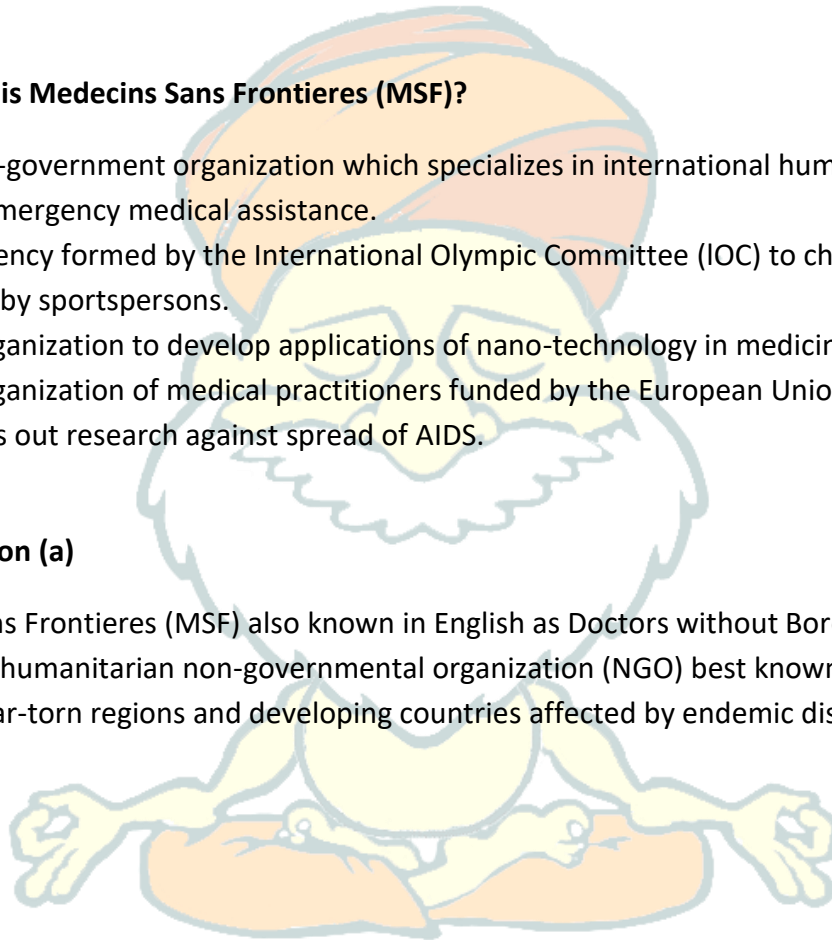 is Medecins Sans Frontieres (MSF)?
-government organization which specializes in international hum
mergency medical assistance.
ency formed by the International Olympic Committee (lOC) to ch
by sportspersons.
ganization to develop applications of nano-technology in medicin
ganization of medical practitioners funded by the European Unio
s out research against spread of AIDS.
on (a)
ns Frontieres (MSF) also known in English as Doctors without Bor
humanitarian non-governmental organization (NGO) best known
ar-torn regions and developing countries affected by endemic dis